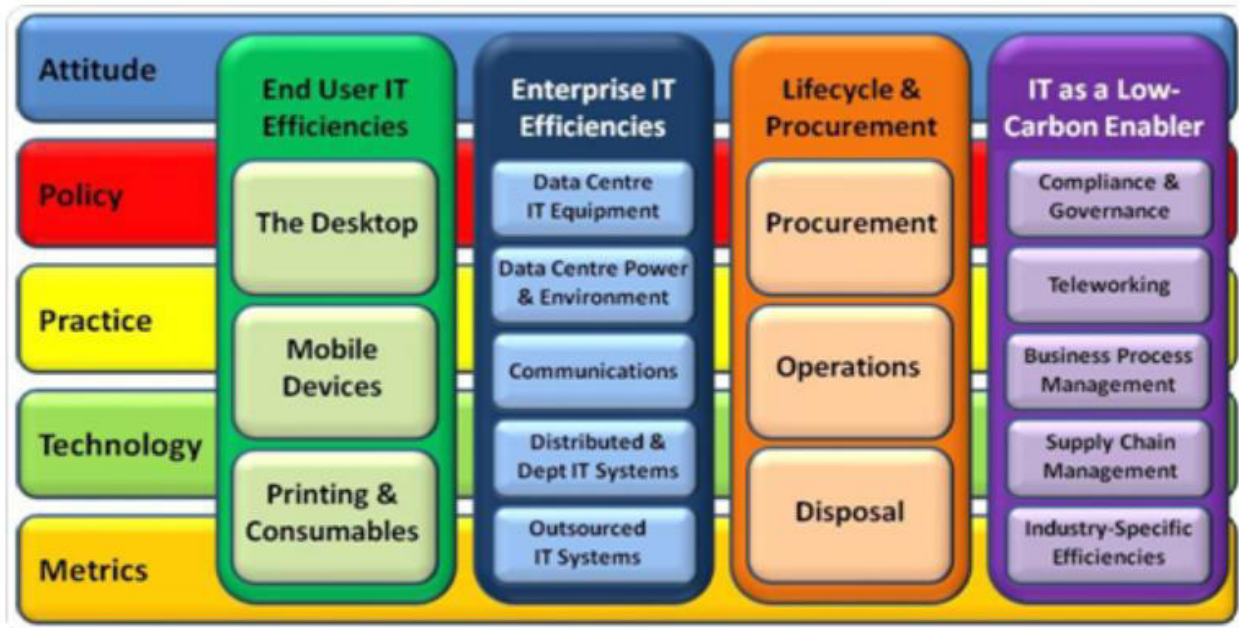 Attitude
Policy
Practice
Technology
Metrics
End User IT
Efficiencies
The Desktop
Mobile
Devices
Printing &
Consumables
Enterprise IT
Efficiencies
Data Centre
IT Equipment
Data Centre Power
& Environment
Communications
Distributed &
Dept IT Systems
Outsourced
IT Systems
Lifecycle &
Procurement
Procurement
Operations
Disposal
IT as a Low-
Carbon Enabler
Compliance &
Governance
Teleworking
Business Process
Management
Supply Chain
Management
Industry-Specific
Efficiencies